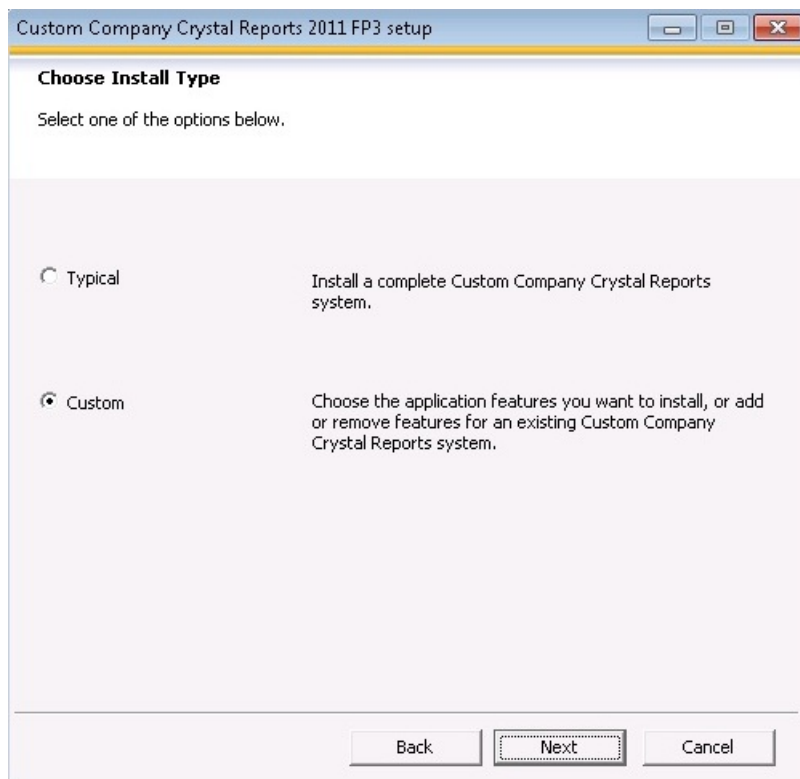 Custom Company Crystal Reports 2011 FP3 setup
Choose Install Type
Select one of the options below.
Typical
Install a complete Custom Company Crystal Reports
system.
Custom
Choose the application features you want to install, or add
or remove features for an existing Custom Company
Crystal Reports system.
Back
Next
Cancel